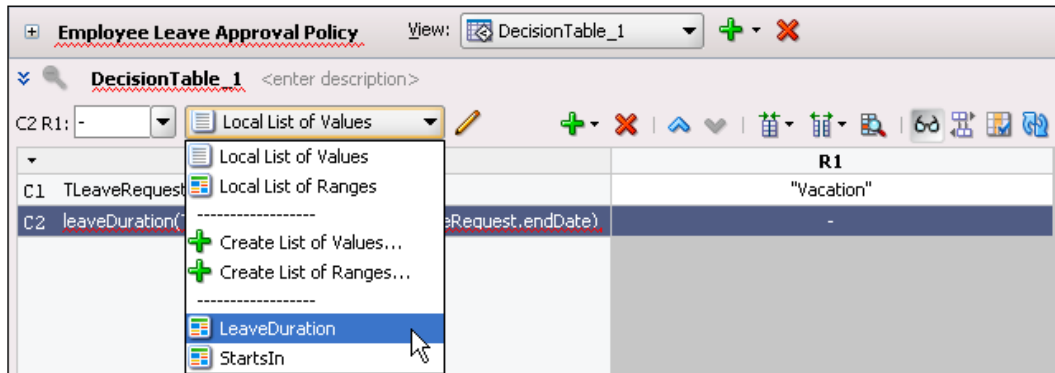 Employee Leave Approval Policy View: DecisionTable_1
DecisionTable_1 <enter description>
C2 R1: - Local List of Values
Local List of Values
R1
C1 TLeaveRequest Local List of Ranges "Vacation"
------------------
C2 leaveDuration( eRequest.endDate) -
Create List of Values...
Create List of Ranges...
------------------
LeaveDuration
StartsIn